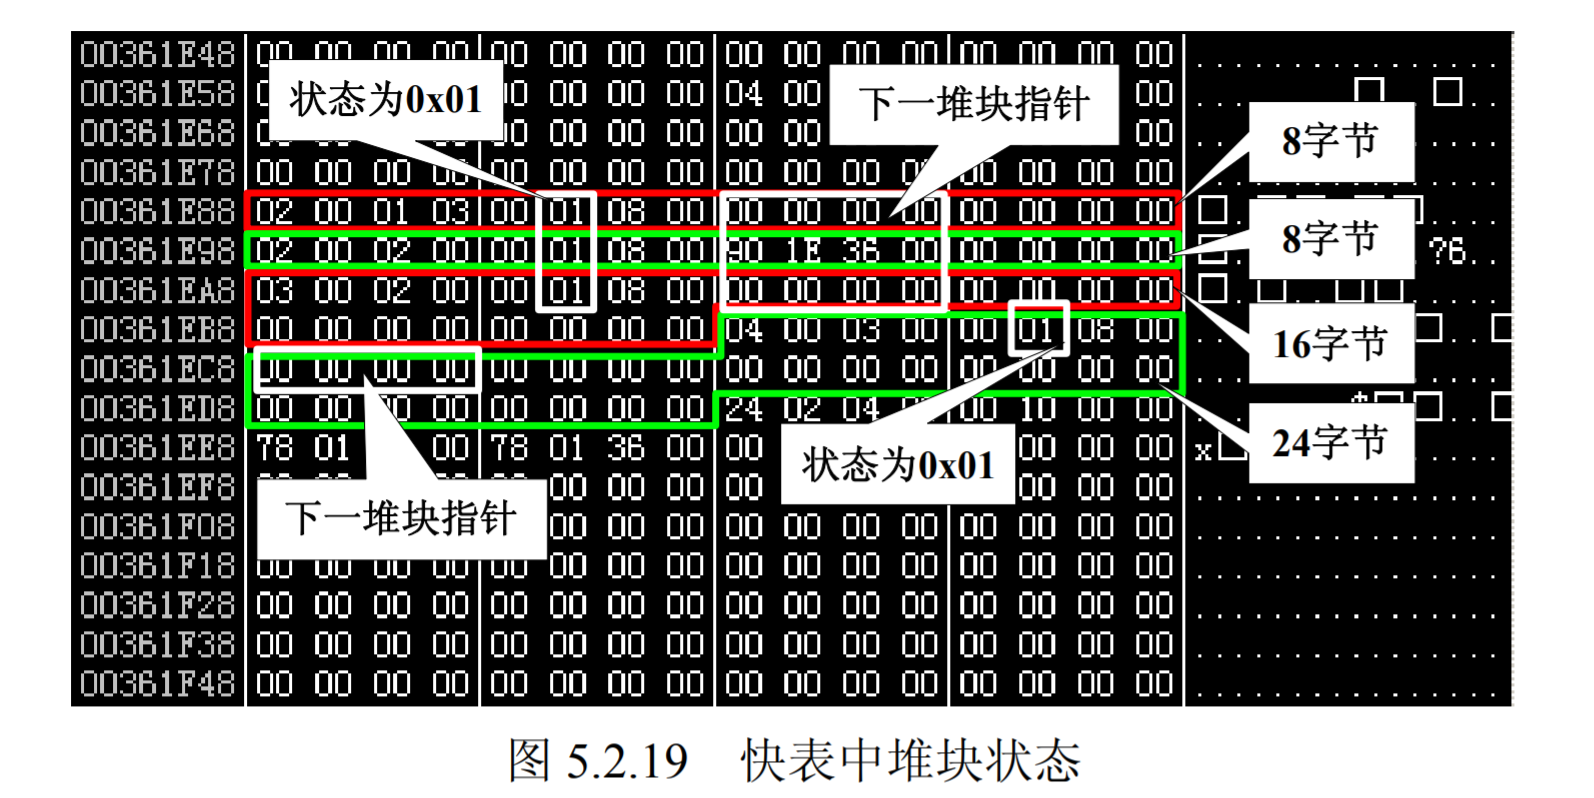 00361E48 00 00 00 00 00 00 00 00 00 00 00 00 00 00 00 00
00361E58 00 04 00 00
00361E68 00 00 00 00 00 00
00361E78 00 00 00 00 00 00 00 00 00 00 00 00 00 00 00 00
00361E88 02 00 01 03 00 01 08 00 00 00 00 00 00 00 00 00
00361E98 02 00 02 00 00 01 08 00 90 1E 36 00 00 00 00 00 ?6..
00361EA8 03 00 02 00 00 01 08 00 00 00 00 00 00 00 00 00
00361EB8 00 00 00 00 00 00 00 00 04 00 03 00 00 01 08 00
00361EC8 00 00 00 00 00 00 00 00 00 00 00 00 00 00 00 00
00361ED8 00 00 00 00 00 00 00 00 24 02 04 00 10 00 00
00361EE8 78 01 00 78 01 36 00 00 00 00 00 x
00361EF8 00 00 00 00 00 00 00
00361F08 00 00 00 00 00 00 00 00 00 00 00
00361F18 00 00 00 00 00 00 00 00 00 00 00 00 00 00 00 00
00361F28 00 00 00 00 00 00 00 00 00 00 00 00 00 00 00 00
00361F38 00 00 00 00 00 00 00 00 00 00 00 00 00 00 00 00
00361F48 00 00 00 00 00 00 00 00 00 00 00 00 00 00 00 00
状态为0x01
下一堆块指针
8字节
8字节
16字节
24字节
状态为0x01
下一堆块指针
图 5.2.19 快表中堆块状态